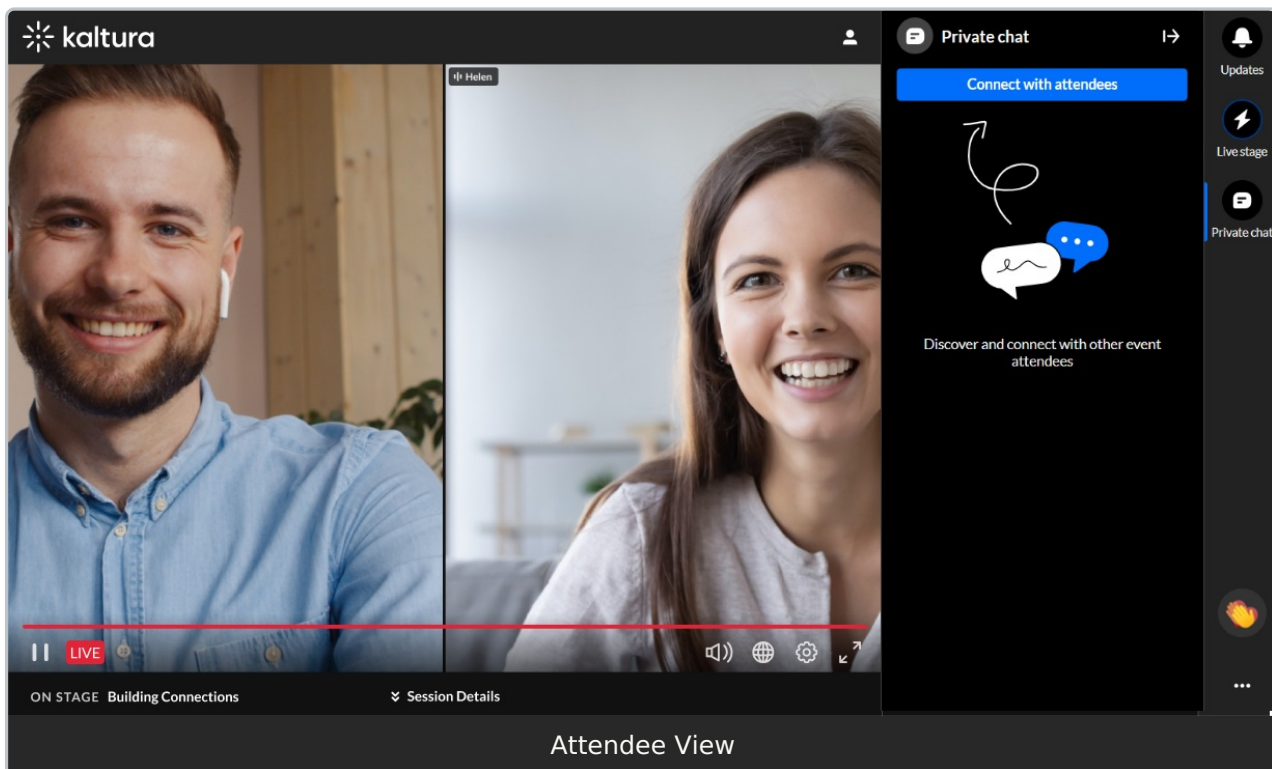 kaltura
Helen
LIVE
ON STAGE Building Connections
Session Details
Private chat
Connect with attendees
Discover and connect with other event
attendees
Updates
Live stage
Private chat
Attendee View